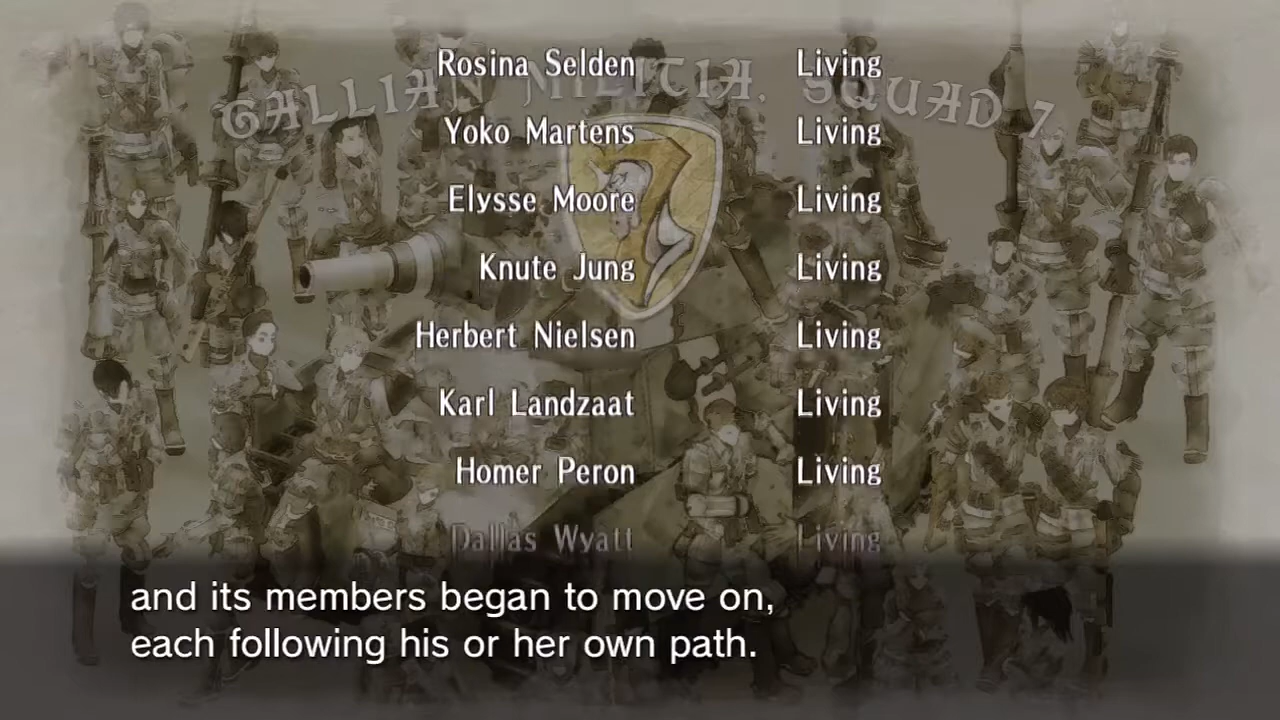 GALLIAN MILITIA. SQUAD 7
Rosina Selden Living
Yoko Martens Living
Elysse Moore Living
Knute Jung Living
Herbert Nielsen Living
Karl Landzaat Living
Homer Peron Living
Dallas Wyatt Living
and its members began to move on,
each following his or her own path.